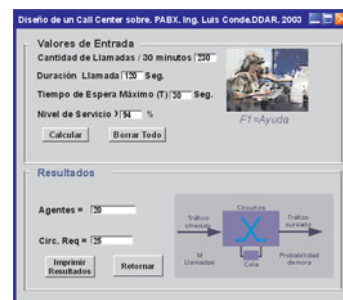 Diseño de un Call Center sobre. PABX. Ing. Luis Conde.DDAR. 2003
Valores de Entrada
Cantidad de Llamadas / 30 minutos 230
Duración Llamada 120 Seg.
Tiempo de Espera Máximo (T) 30 Seg.
Nivel de Servicio > 94 %
F1=Ayuda
Calcular Borrar Todo
Resultados
Agentes = 20
Circ. Req = 25
Imprimir Resultados
Retornar
Tráfico ofrecido
Circuitos
Tráfico cursado
M Llamadas
Cola
Probabilidad demora